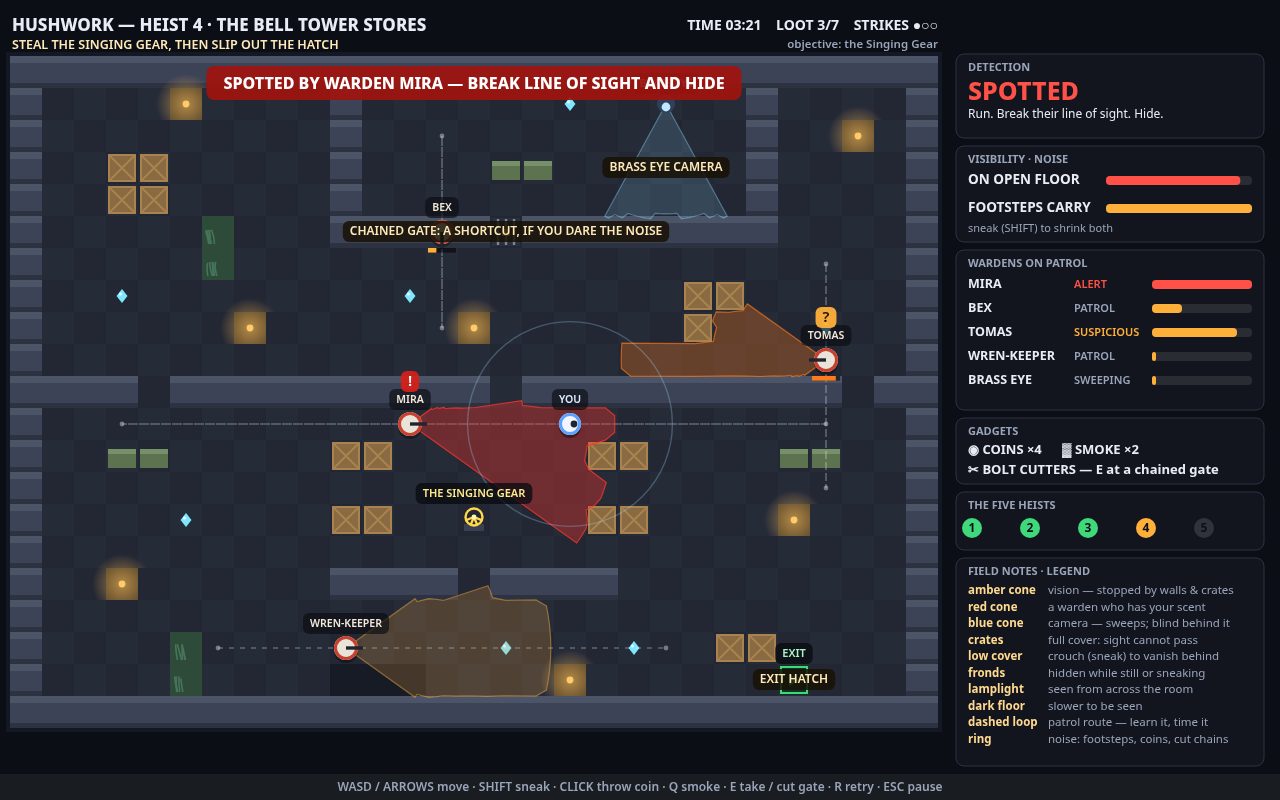 HUSHWORK — HEIST 4 · THE BELL TOWER STORES
TIME 03:21 LOOT 3/7 STRIKES ●○○
STEAL THE SINGING GEAR, THEN SLIP OUT THE HATCH
objective: the Singing Gear
SPOTTED BY WARDEN MIRA — BREAK LINE OF SIGHT AND HIDE
BRASS EYE CAMERA
BEX
CHAINED GATE: A SHORTCUT, IF YOU DARE THE NOISE
?
TOMAS
!
MIRA
YOU
THE SINGING GEAR
WREN-KEEPER
EXIT
EXIT HATCH
DETECTION
SPOTTED
Run. Break their line of sight. Hide.
VISIBILITY · NOISE
ON OPEN FLOOR
FOOTSTEPS CARRY
sneak (SHIFT) to shrink both
WARDENS ON PATROL
MIRA ALERT
BEX PATROL
TOMAS SUSPICIOUS
WREN-KEEPER PATROL
BRASS EYE SWEEPING
GADGETS
◉ COINS ×4 ▓ SMOKE ×2
✂ BOLT CUTTERS — E at a chained gate
THE FIVE HEISTS
1 2 3 4 5
FIELD NOTES · LEGEND
amber cone vision — stopped by walls & crates
red cone a warden who has your scent
blue cone camera — sweeps; blind behind it
crates full cover: sight cannot pass
low cover crouch (sneak) to vanish behind
fronds hidden while still or sneaking
lamplight seen from across the room
dark floor slower to be seen
dashed loop patrol route — learn it, time it
ring noise: footsteps, coins, cut chains
WASD / ARROWS move · SHIFT sneak · CLICK throw coin · Q smoke · E take / cut gate · R retry · ESC pause